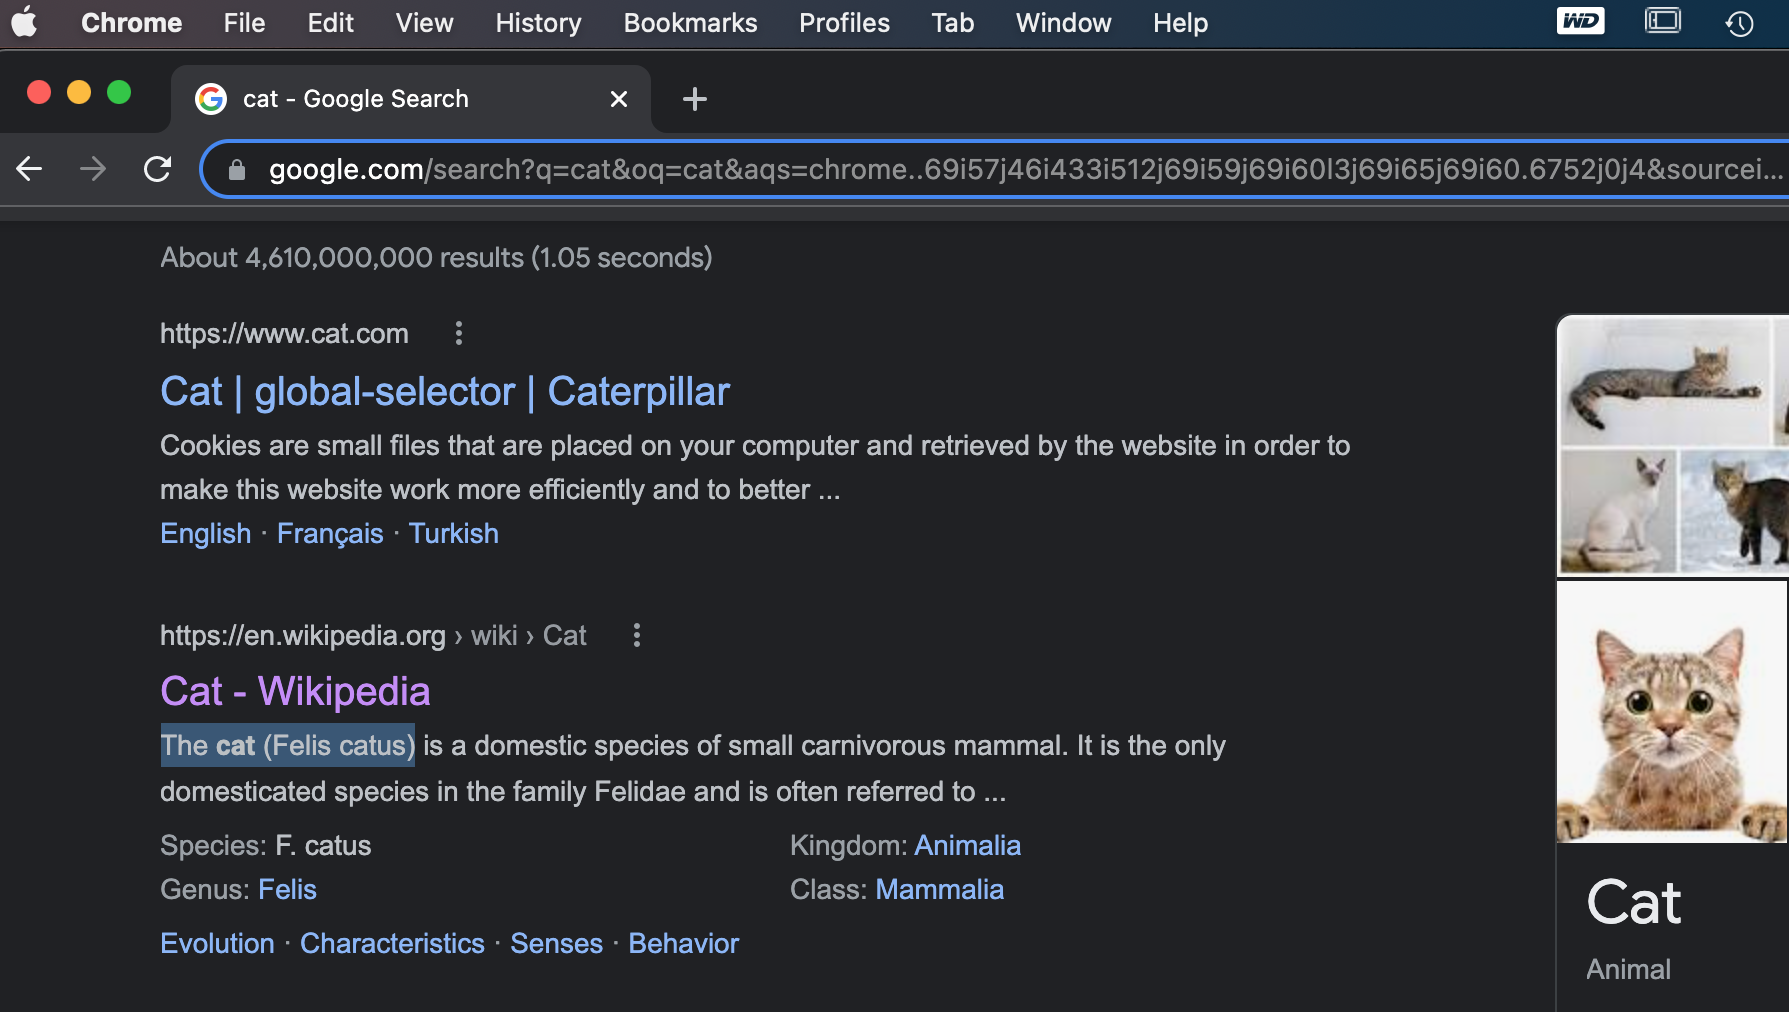 Chrome File Edit View History Bookmarks Profiles Tab Window Help WD
cat - Google Search
google.com/search?q=cat&oq=cat&aqs=chrome..69i57j46i433i512j69i59j69i60l3j69i65j69i60.6752j0j4&sourcei...
About 4,610,000,000 results (1.05 seconds)
https://www.cat.com
Cat | global-selector | Caterpillar
Cookies are small files that are placed on your computer and retrieved by the website in order to
make this website work more efficiently and to better ...
English · Français · Turkish
https://en.wikipedia.org › wiki › Cat
Cat - Wikipedia
The cat (Felis catus) is a domestic species of small carnivorous mammal. It is the only
domesticated species in the family Felidae and is often referred to ...
Species: F. catus
Kingdom: Animalia
Genus: Felis
Class: Mammalia
Evolution · Characteristics · Senses · Behavior
Cat
Animal